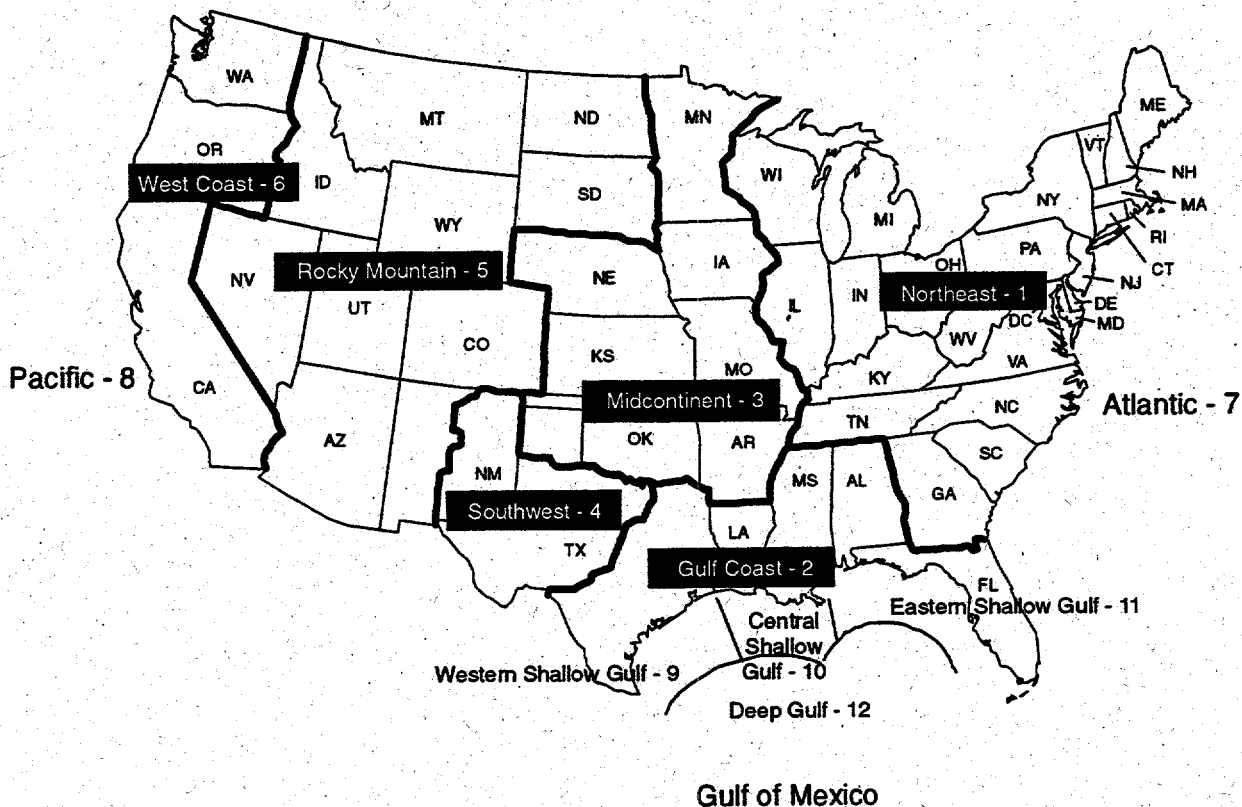 WA
MT
ND
MN
ME
VT
NH
OR
West Coast - 6
ID
SD
WI
MI
NY
MA
WY
RI
PA
CT
NV
Rocky Mountain - 5
NE
IA
OH
NJ
UT
IL
IN
Northeast - 1
DE
DC
MD
CO
KS
WV
VA
Pacific - 8
CA
MO
KY
Midcontinent - 3
NC
Atlantic - 7
AZ
OK
AR
TN
SC
NM
MS
AL
GA
Southwest - 4
TX
LA
Gulf Coast - 2
FL
Eastern Shallow Gulf - 11
Central
Shallow
Gulf - 10
Western Shallow Gulf - 9
Deep Gulf - 12
Gulf of Mexico